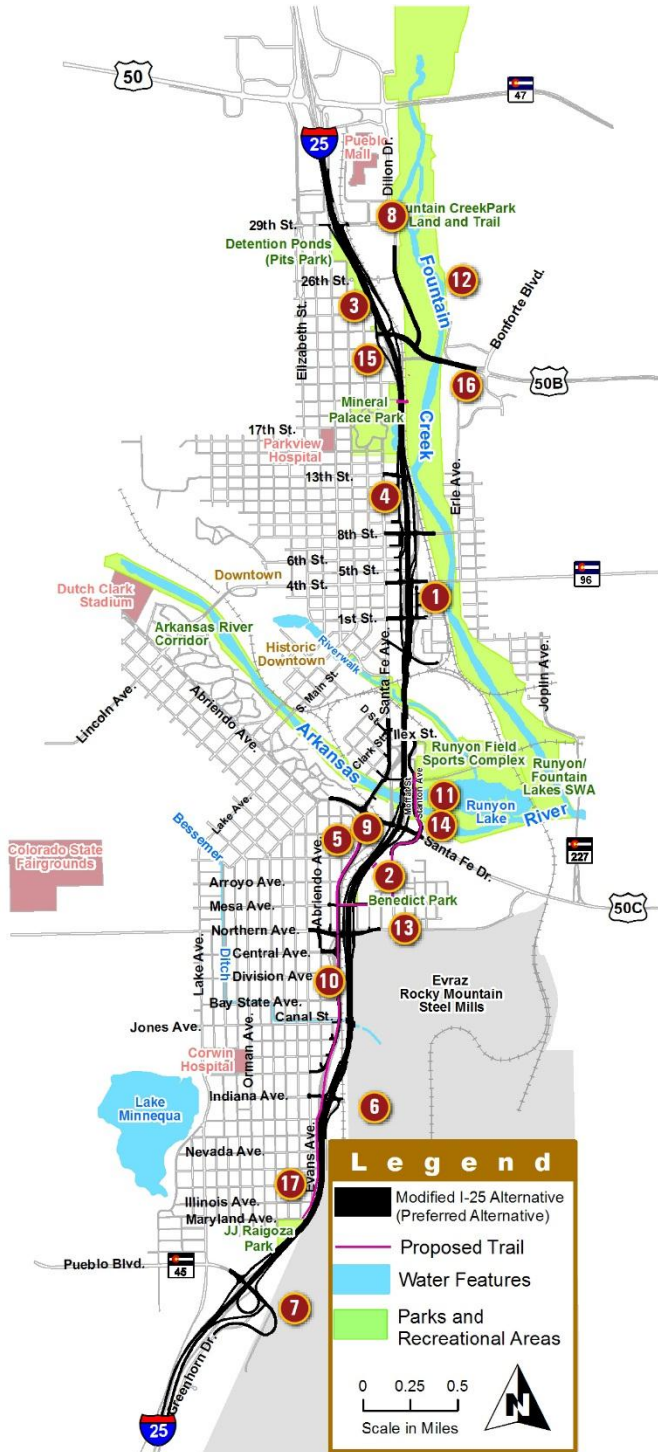 50
47
25
Pueblo
Mall
Dillon Dr.
8
untain CreekPark
Land and Trail
29th St.
Detention Ponds
(Pits Park)
Fountain
26th St.
12
Bonforte Blvd.
Elizabeth St.
3
15
16
50B
Mineral
Palace Park
17th St.
Creek
Parkview
Hospital
Erie Ave.
13th St.
4
8th St.
6th St.
5th St.
Downtown
4th St.
96
Dutch Clark
Stadium
1
Arkansas River
Corridor
1st St.
Historic
Downtown
Riverwalk
Santa Fe Ave.
Joplin Ave.
Lincoln Ave.
Abriendo Ave.
S. Main St.
D St.
Ilex St.
Clark St.
Arkansas
Runyon Field
Sports Complex
Runyon/
Fountain
Lakes SWA
Moffat St
Stanton Ave
11
Runyon
Lake
River
Lake Ave.
Bessemer
5
9
14
Santa Fe Dr.
227
Colorado State
Fairgrounds
Abriendo Ave.
2
Arroyo Ave.
Benedict Park
50C
Mesa Ave.
Northern Ave.
13
Lake Ave.
Ditch
Central Ave.
Division Ave
10
Evraz
Rocky Mountain
Steel Mills
Bay State Ave.
Canal St.
Jones Ave.
Orman Ave.
Corwin
Hospital
Lake
Minnequa
Indiana Ave.
6
Evans Ave.
Nevada Ave.
17
Illinois Ave.
Maryland Ave.
JJ Raigoza
Park
Pueblo Blvd.
45
7
Greenhorn Dr.
25
Legend
Modified I-25 Alternative
(Preferred Alternative)
Proposed Trail
Water Features
Parks and
Recreational Areas
0 0.25 0.5
Scale in Miles
N